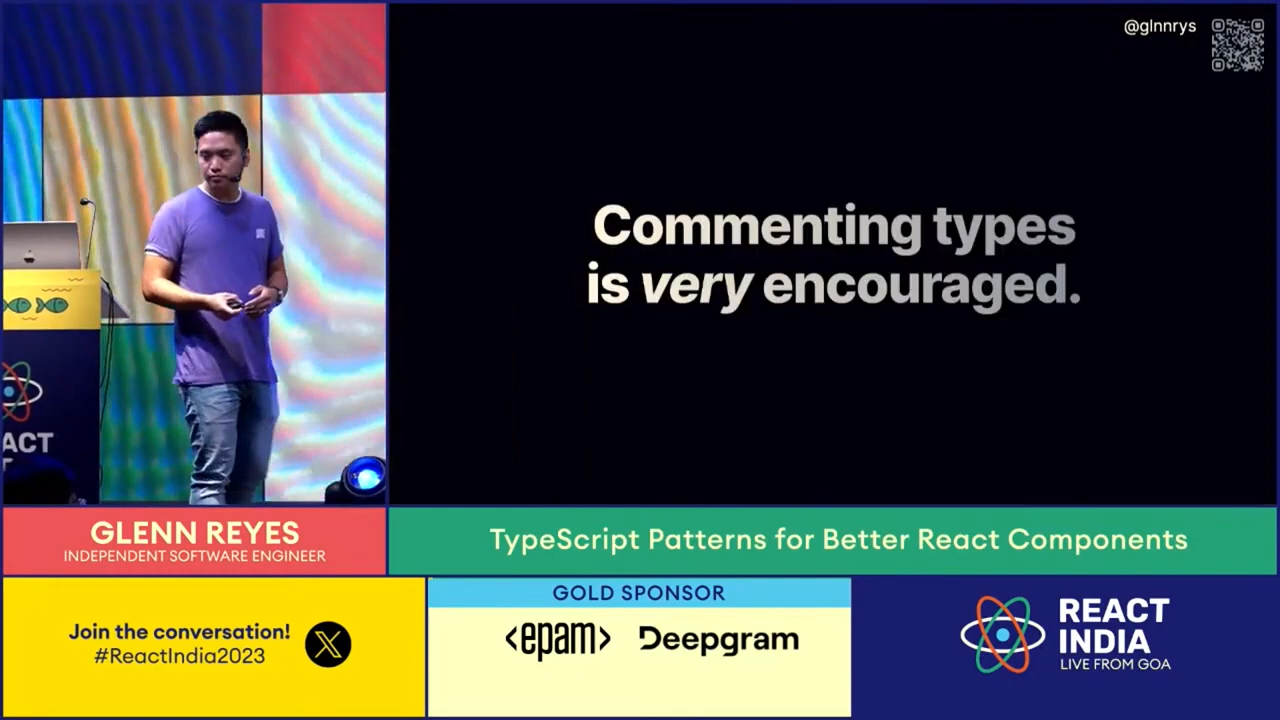 @glnnrys
Commenting types
is very encouraged.
ACT
GLENN REYES
INDEPENDENT SOFTWARE ENGINEER
TypeScript Patterns for Better React Components
Join the conversation!
#ReactIndia2023
X
GOLD SPONSOR
<epam>
Deepgram
REACT
INDIA
LIVE FROM GOA